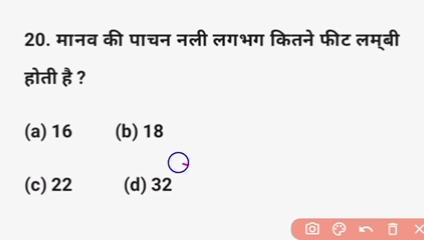 20. मानव की पाचन नली लगभग कितने फीट लम्बी
होती है ?
(a) 16 (b) 18
(c) 22 (d) 32